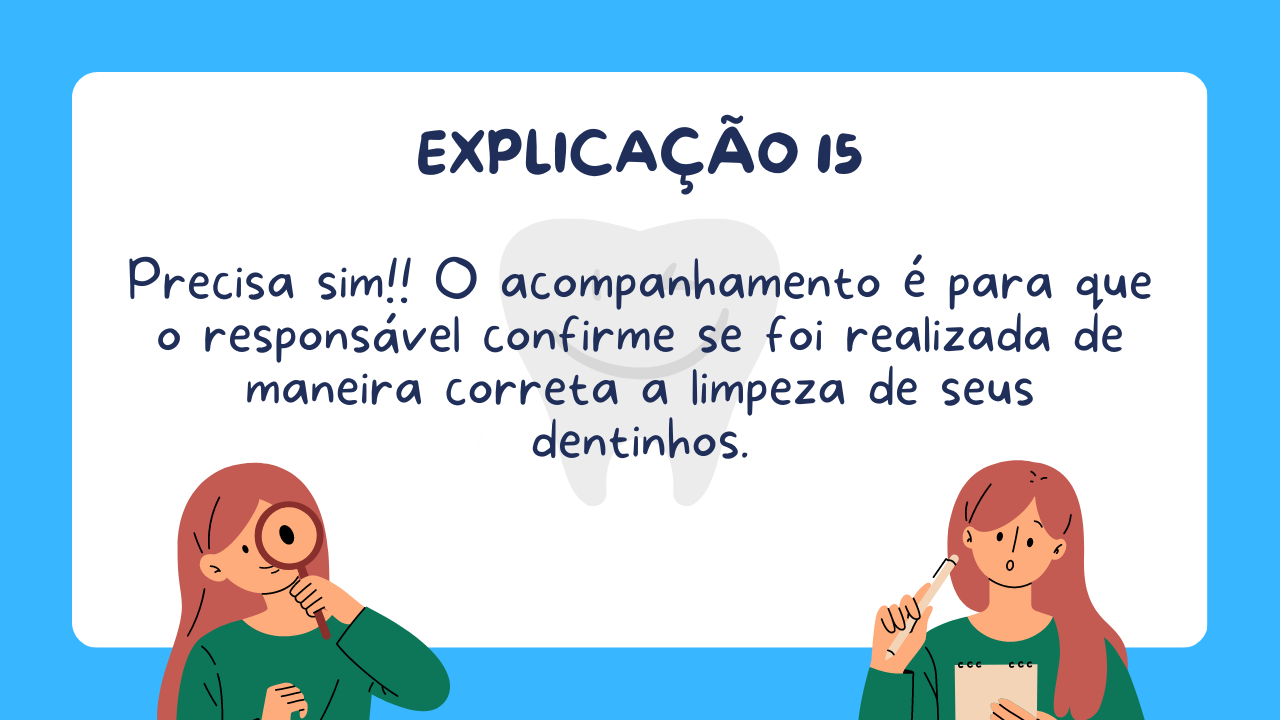 EXPLICAÇÃO 15
Precisa sim!! O acompanhamento é para que
o responsável confirme se foi realizada de
maneira correta a limpeza de seus
dentinhos.